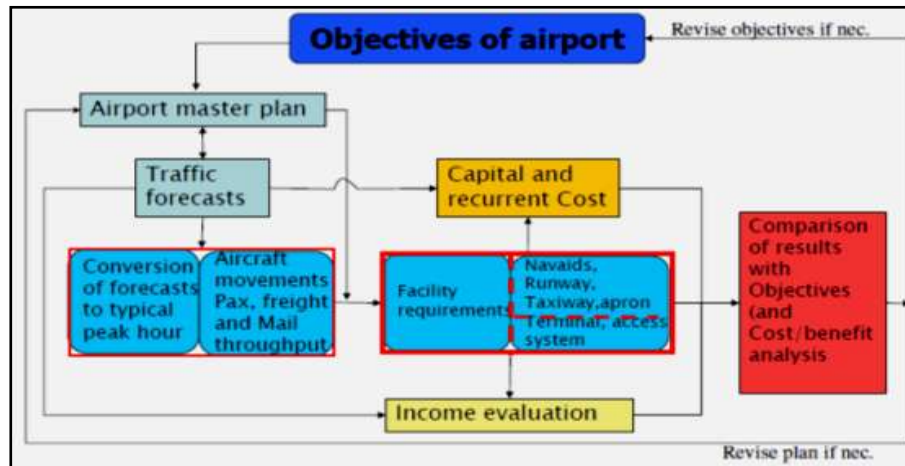 Objectives of airport
Revise objectives if nec.
Airport master plan
Traffic
forecasts
Capital and
recurrent Cost
Conversion
of forecasts
to typical
peak hour
Aircraft
movements
Pax, freight
and Mail
throughput
Facility
requirements
Navaids,
Runway,
Taxiway,apron
Terminal, access
system
Comparison
of results
with
Objectives
(and
Cost/benefit
analysis
Income evaluation
Revise plan if nec.